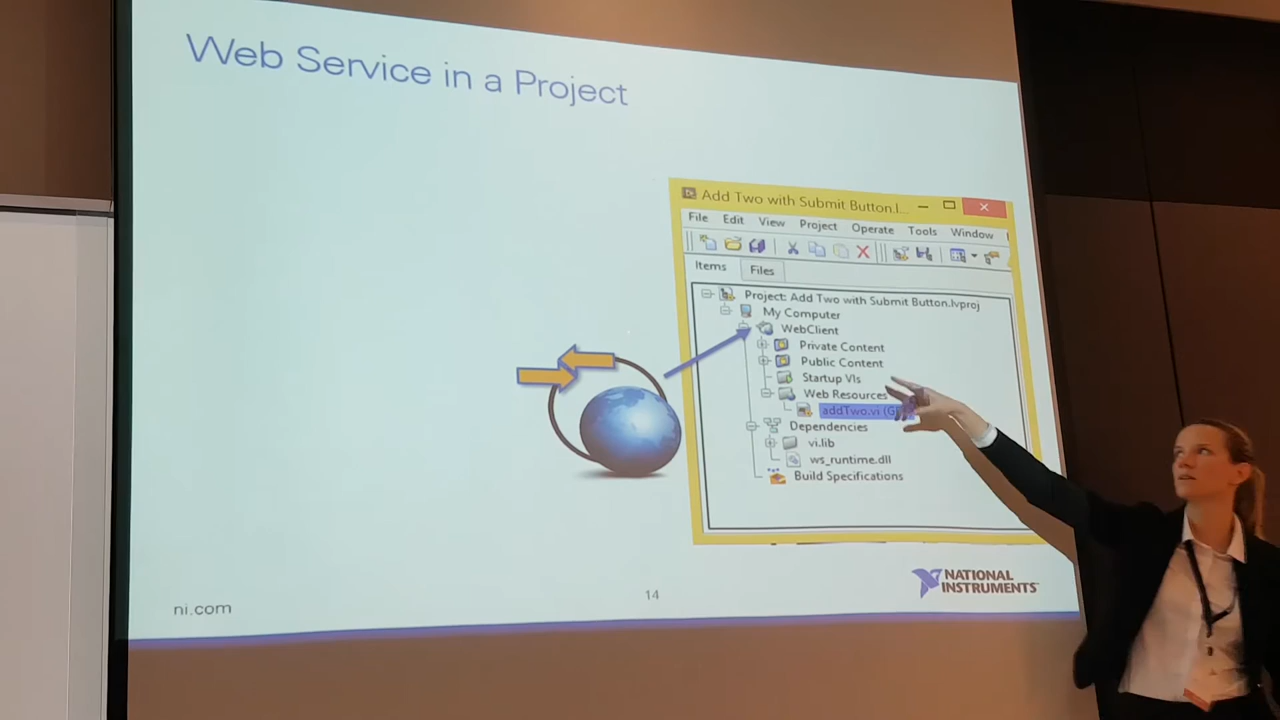 Web Service in a Project
Add Two with Submit Button.l...
File Edit View Project Operate Tools Window
Items Files
Project: Add Two with Submit Button.lvproj
My Computer
WebClient
Private Content
Public Content
Startup VIs
Web Resources
addTwo.vi
Dependencies
vi.lib
ws_runtime.dll
Build Specifications
NATIONAL
INSTRUMENTS
ni.com
14